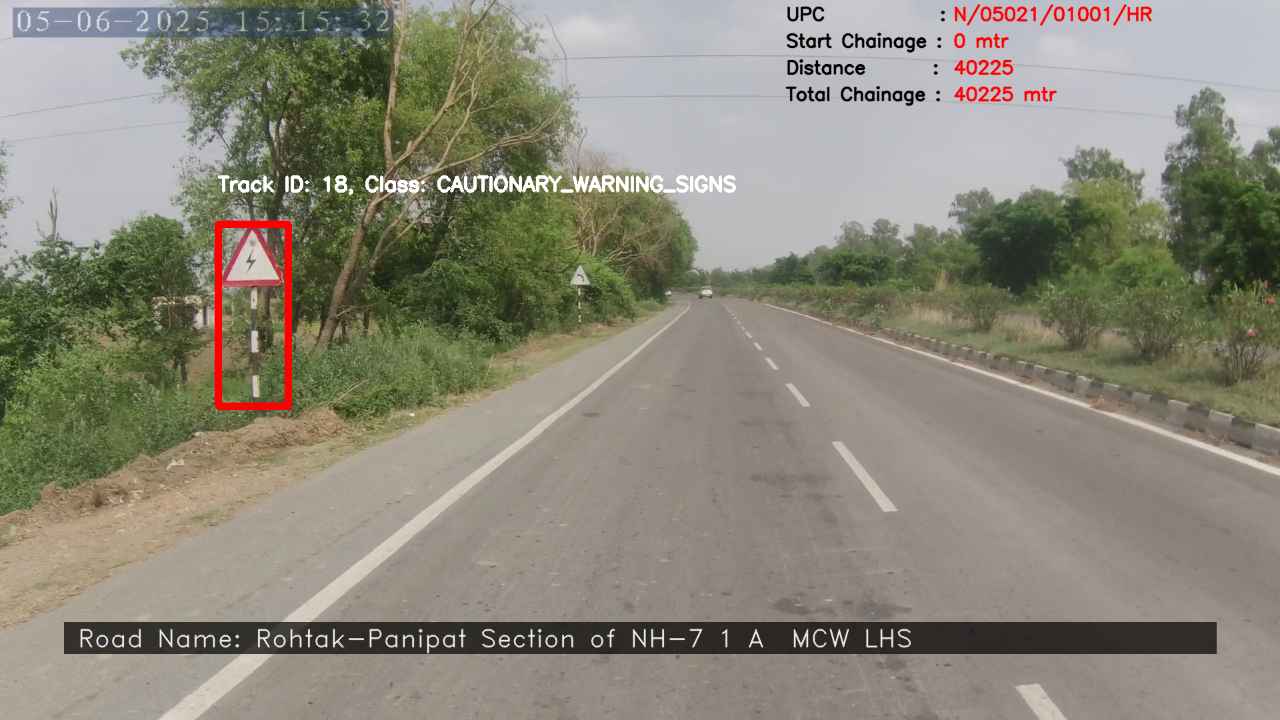 05-06-2025 15:15:32
UPC : N/05021/01001/HR
Start Chainage : 0 mtr
Distance : 40225
Total Chainage : 40225 mtr
Track ID: 18, Class: CAUTIONARY_WARNING_SIGNS
Road Name: Rohtak-Panipat Section of NH-7 1 A MCW LHS